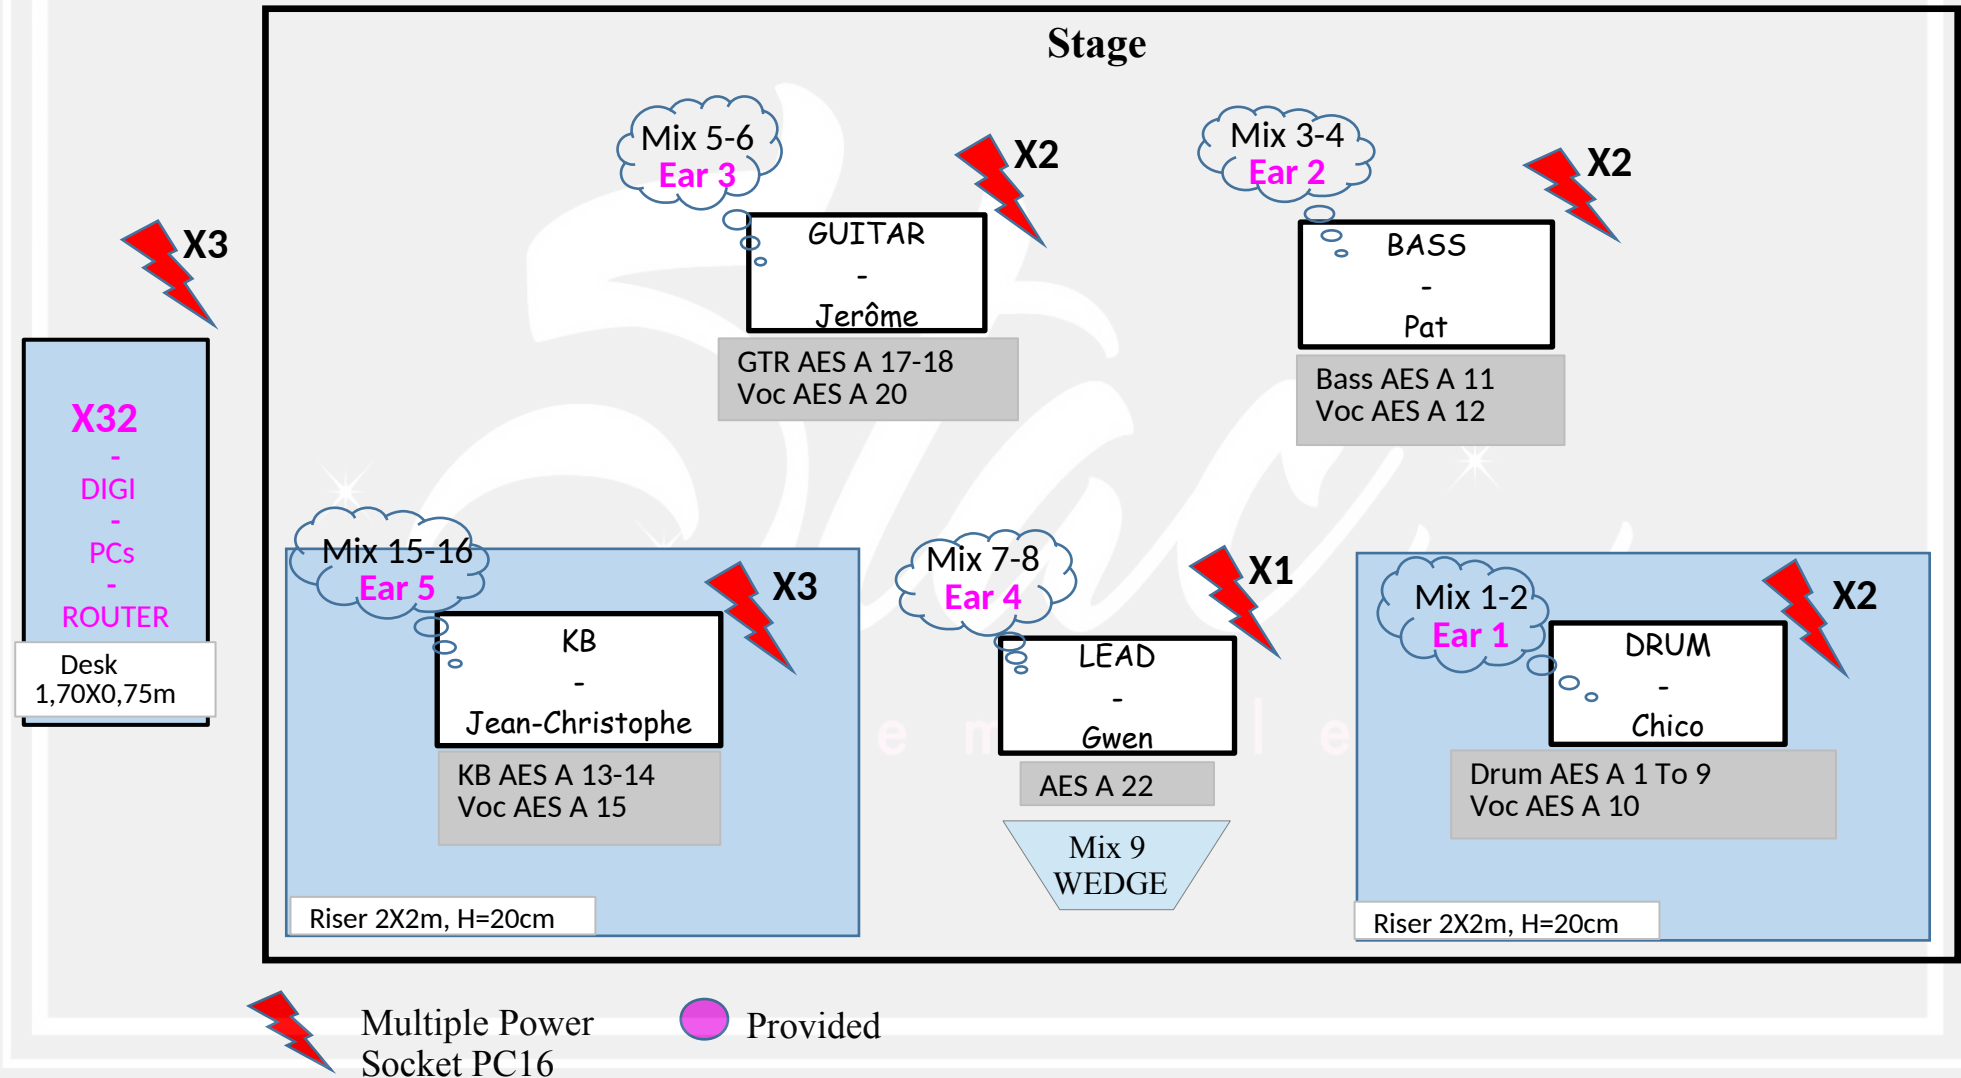 Stage
Mix 5-6
Ear 3
X2
GUITAR
-
Jerôme
GTR AES A 17-18
Voc AES A 20
Mix 3-4
Ear 2
X2
BASS
-
Pat
Bass AES A 11
Voc AES A 12
X3
X32
-
DIGI
-
PCs
-
ROUTER
Desk
1,70X0,75m
Mix 15-16
Ear 5
X3
KB
-
Jean-Christophe
KB AES A 13-14
Voc AES A 15
Riser 2X2m, H=20cm
Mix 7-8
Ear 4
X1
LEAD
-
Gwen
AES A 22
Mix 9
WEDGE
Mix 1-2
Ear 1
X2
DRUM
-
Chico
Drum AES A 1 To 9
Voc AES A 10
Riser 2X2m, H=20cm
Multiple Power
Socket PC16
Provided